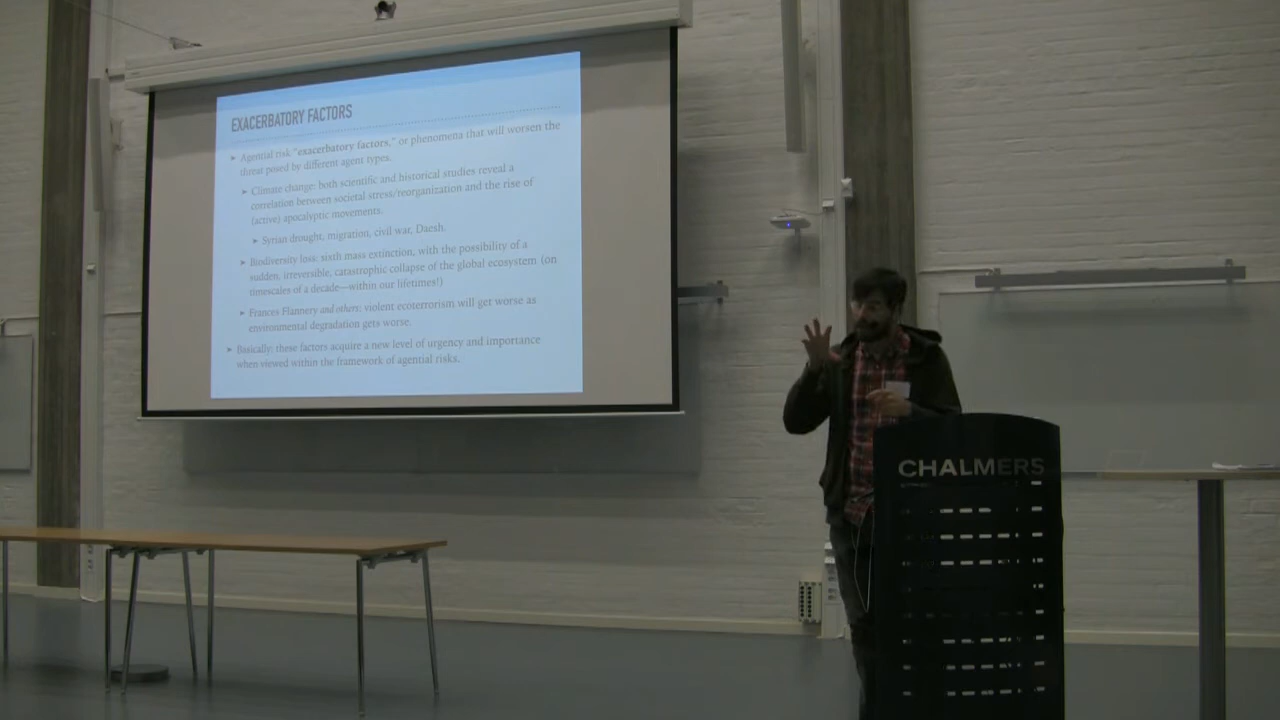 EXACERBATORY FACTORS
➤ Agential risk "exacerbatory factors," or phenomena that will worsen the
threat posed by different agent types.
➤ Climate change: both scientific and historical studies reveal a
correlation between societal stress/reorganization and the rise of
(active) apocalyptic movements.
➤ Syrian drought, migration, civil war, Daesh.
➤ Biodiversity loss: sixth mass extinction, with the possibility of a
sudden, irreversible, catastrophic collapse of the global ecosystem (on
timescales of a decade—within our lifetimes!)
➤ Frances Flannery and others: violent ecoterrorism will get worse as
environmental degradation gets worse.
➤ Basically: these factors acquire a new level of urgency and importance
when viewed within the framework of agential risks.
CHALMERS